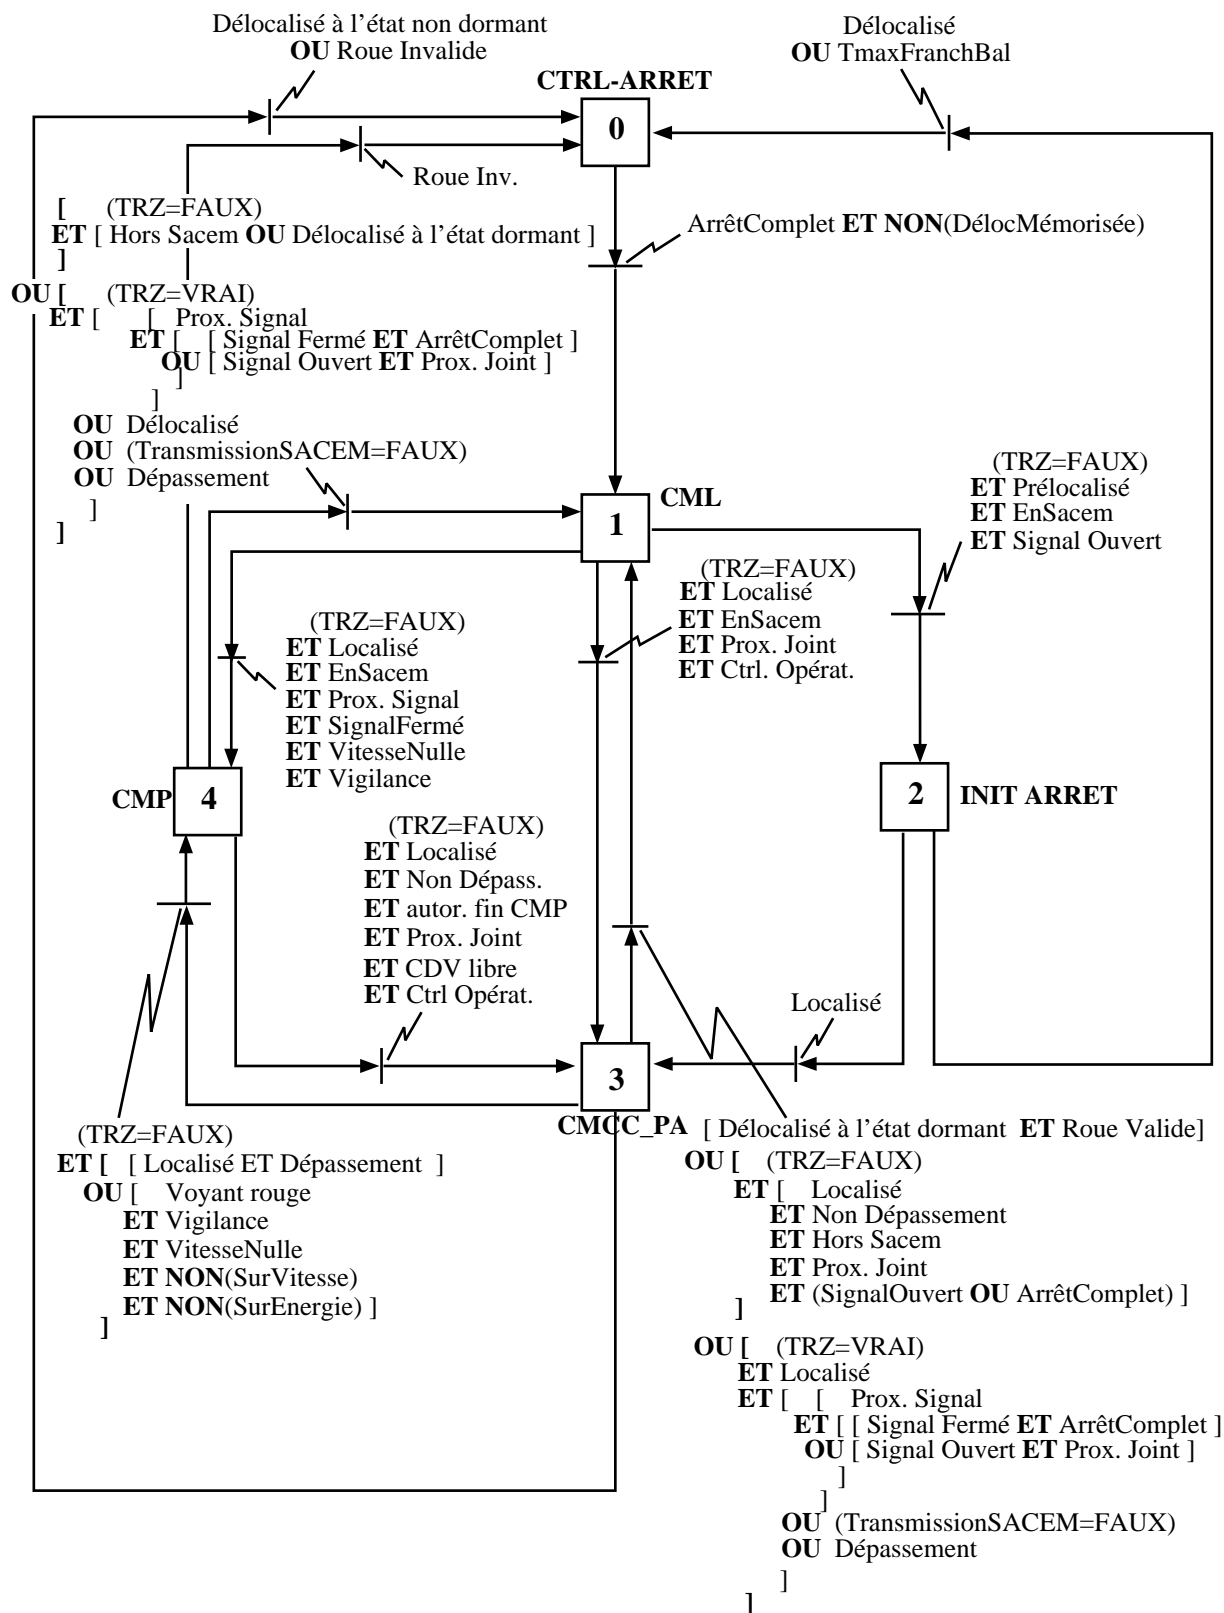 Délocalisé à l'état non dormant
OU Roue Invalide
Délocalisé
OU TmaxFranchBal
CTRL-ARRET
0
Roue Inv.
[ (TRZ=FAUX)
ET [ Hors Sacem OU Délocalisé à l'état dormant ]
]
OU [ (TRZ=VRAI)
ET [ [ Prox. Signal
ET [ [ Signal Fermé ET ArrêtComplet ]
OU [ Signal Ouvert ET Prox. Joint ]
]
]
OU Délocalisé
OU (TransmissionSACEM=FAUX)
OU Dépassement
]
]
ArrêtComplet ET NON(DélocMémorisée)
CML
1
(TRZ=FAUX)
ET Prélocalisé
ET EnSacem
ET Signal Ouvert
(TRZ=FAUX)
ET Localisé
ET EnSacem
ET Prox. Joint
ET Ctrl. Opérat.
(TRZ=FAUX)
ET Localisé
ET EnSacem
ET Prox. Signal
ET SignalFermé
ET VitesseNulle
ET Vigilance
CMP
4
2
INIT ARRET
(TRZ=FAUX)
ET Localisé
ET Non Dépass.
ET autor. fin CMP
ET Prox. Joint
ET CDV libre
ET Ctrl Opérat.
Localisé
3
CMCC_PA
(TRZ=FAUX)
ET [ [ Localisé ET Dépassement ]
OU [ Voyant rouge
ET Vigilance
ET VitesseNulle
ET NON(SurVitesse)
ET NON(SurEnergie) ]
]
[ Délocalisé à l'état dormant ET Roue Valide]
OU [ (TRZ=FAUX)
ET [ Localisé
ET Non Dépassement
ET Hors Sacem
ET Prox. Joint
ET (SignalOuvert OU ArrêtComplet) ]
]
OU [ (TRZ=VRAI)
ET Localisé
ET [ [ Prox. Signal
ET [ [ Signal Fermé ET ArrêtComplet ]
OU [ Signal Ouvert ET Prox. Joint ]
]
]
OU (TransmissionSACEM=FAUX)
OU Dépassement
]
]